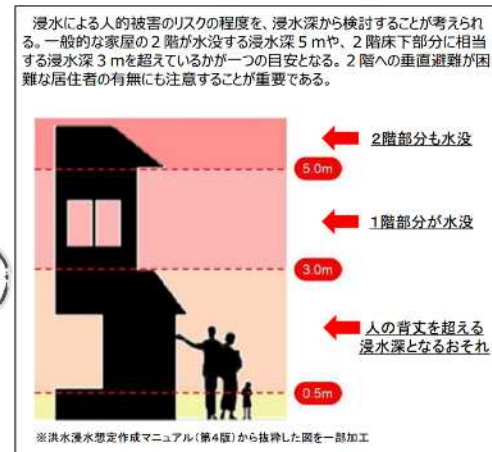 浸水による人的被害のリスクの程度を、浸水深から検討することが考えられ
る。一般的な家屋の2階が水没する浸水深5mや、2階床下部分に相当
する浸水深3mを超えているかが一つの目安となる。2階への垂直避難が困
難な居住者の有無にも注意することが重要である。
2階部分も水没
5.0m
1階部分が水没
3.0m
人の背丈を超える
浸水深となるおそれ
0.5m
※洪水浸水想定作成マニュアル(第4版)から抜粋した図を一部加工